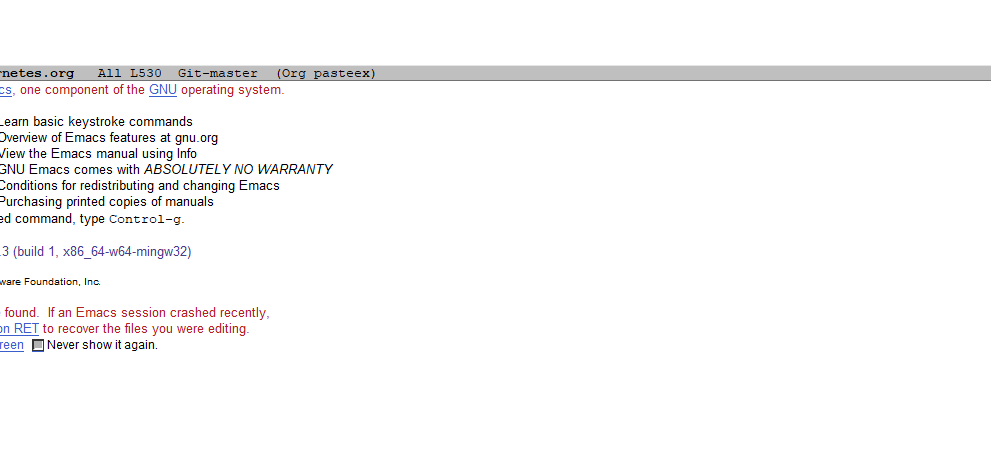 rnetes.org   All L530  Git-master  (Org pasteex)
cs, one component of the GNU operating system.
Learn basic keystroke commands
Overview of Emacs features at gnu.org
View the Emacs manual using Info
GNU Emacs comes with ABSOLUTELY NO WARRANTY
Conditions for redistributing and changing Emacs
Purchasing printed copies of manuals
ed command, type Control-g.
.3 (build 1, x86_64-w64-mingw32)
ware Foundation, Inc.
found.  If an Emacs session crashed recently,
on RET to recover the files you were editing.
reen Never show it again.